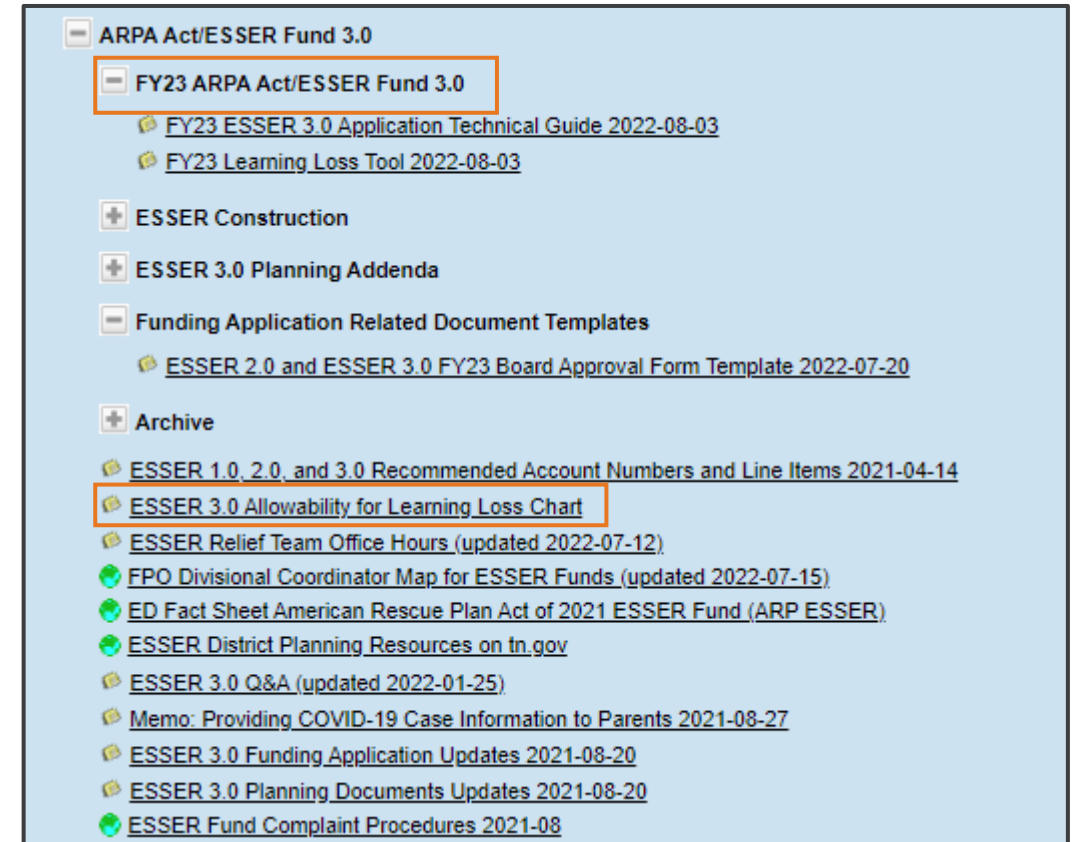 ARPA Act/ESSER Fund 3.0
FY23 ARPA Act/ESSER Fund 3.0
FY23 ESSER 3.0 Application Technical Guide 2022-08-03
FY23 Learning Loss Tool 2022-08-03
ESSER Construction
ESSER 3.0 Planning Addenda
Funding Application Related Document Templates
ESSER 2.0 and ESSER 3.0 FY23 Board Approval Form Template 2022-07-20
Archive
ESSER 1.0, 2.0, and 3.0 Recommended Account Numbers and Line Items 2021-04-14
ESSER 3.0 Allowability for Learning Loss Chart
ESSER Relief Team Office Hours (updated 2022-07-12)
FPO Divisional Coordinator Map for ESSER Funds (updated 2022-07-15)
ED Fact Sheet American Rescue Plan Act of 2021 ESSER Fund (ARP ESSER)
ESSER District Planning Resources on tn.gov
ESSER 3.0 Q&A (updated 2022-01-25)
Memo: Providing COVID-19 Case Information to Parents 2021-08-27
ESSER 3.0 Funding Application Updates 2021-08-20
ESSER 3.0 Planning Documents Updates 2021-08-20
ESSER Fund Complaint Procedures 2021-08